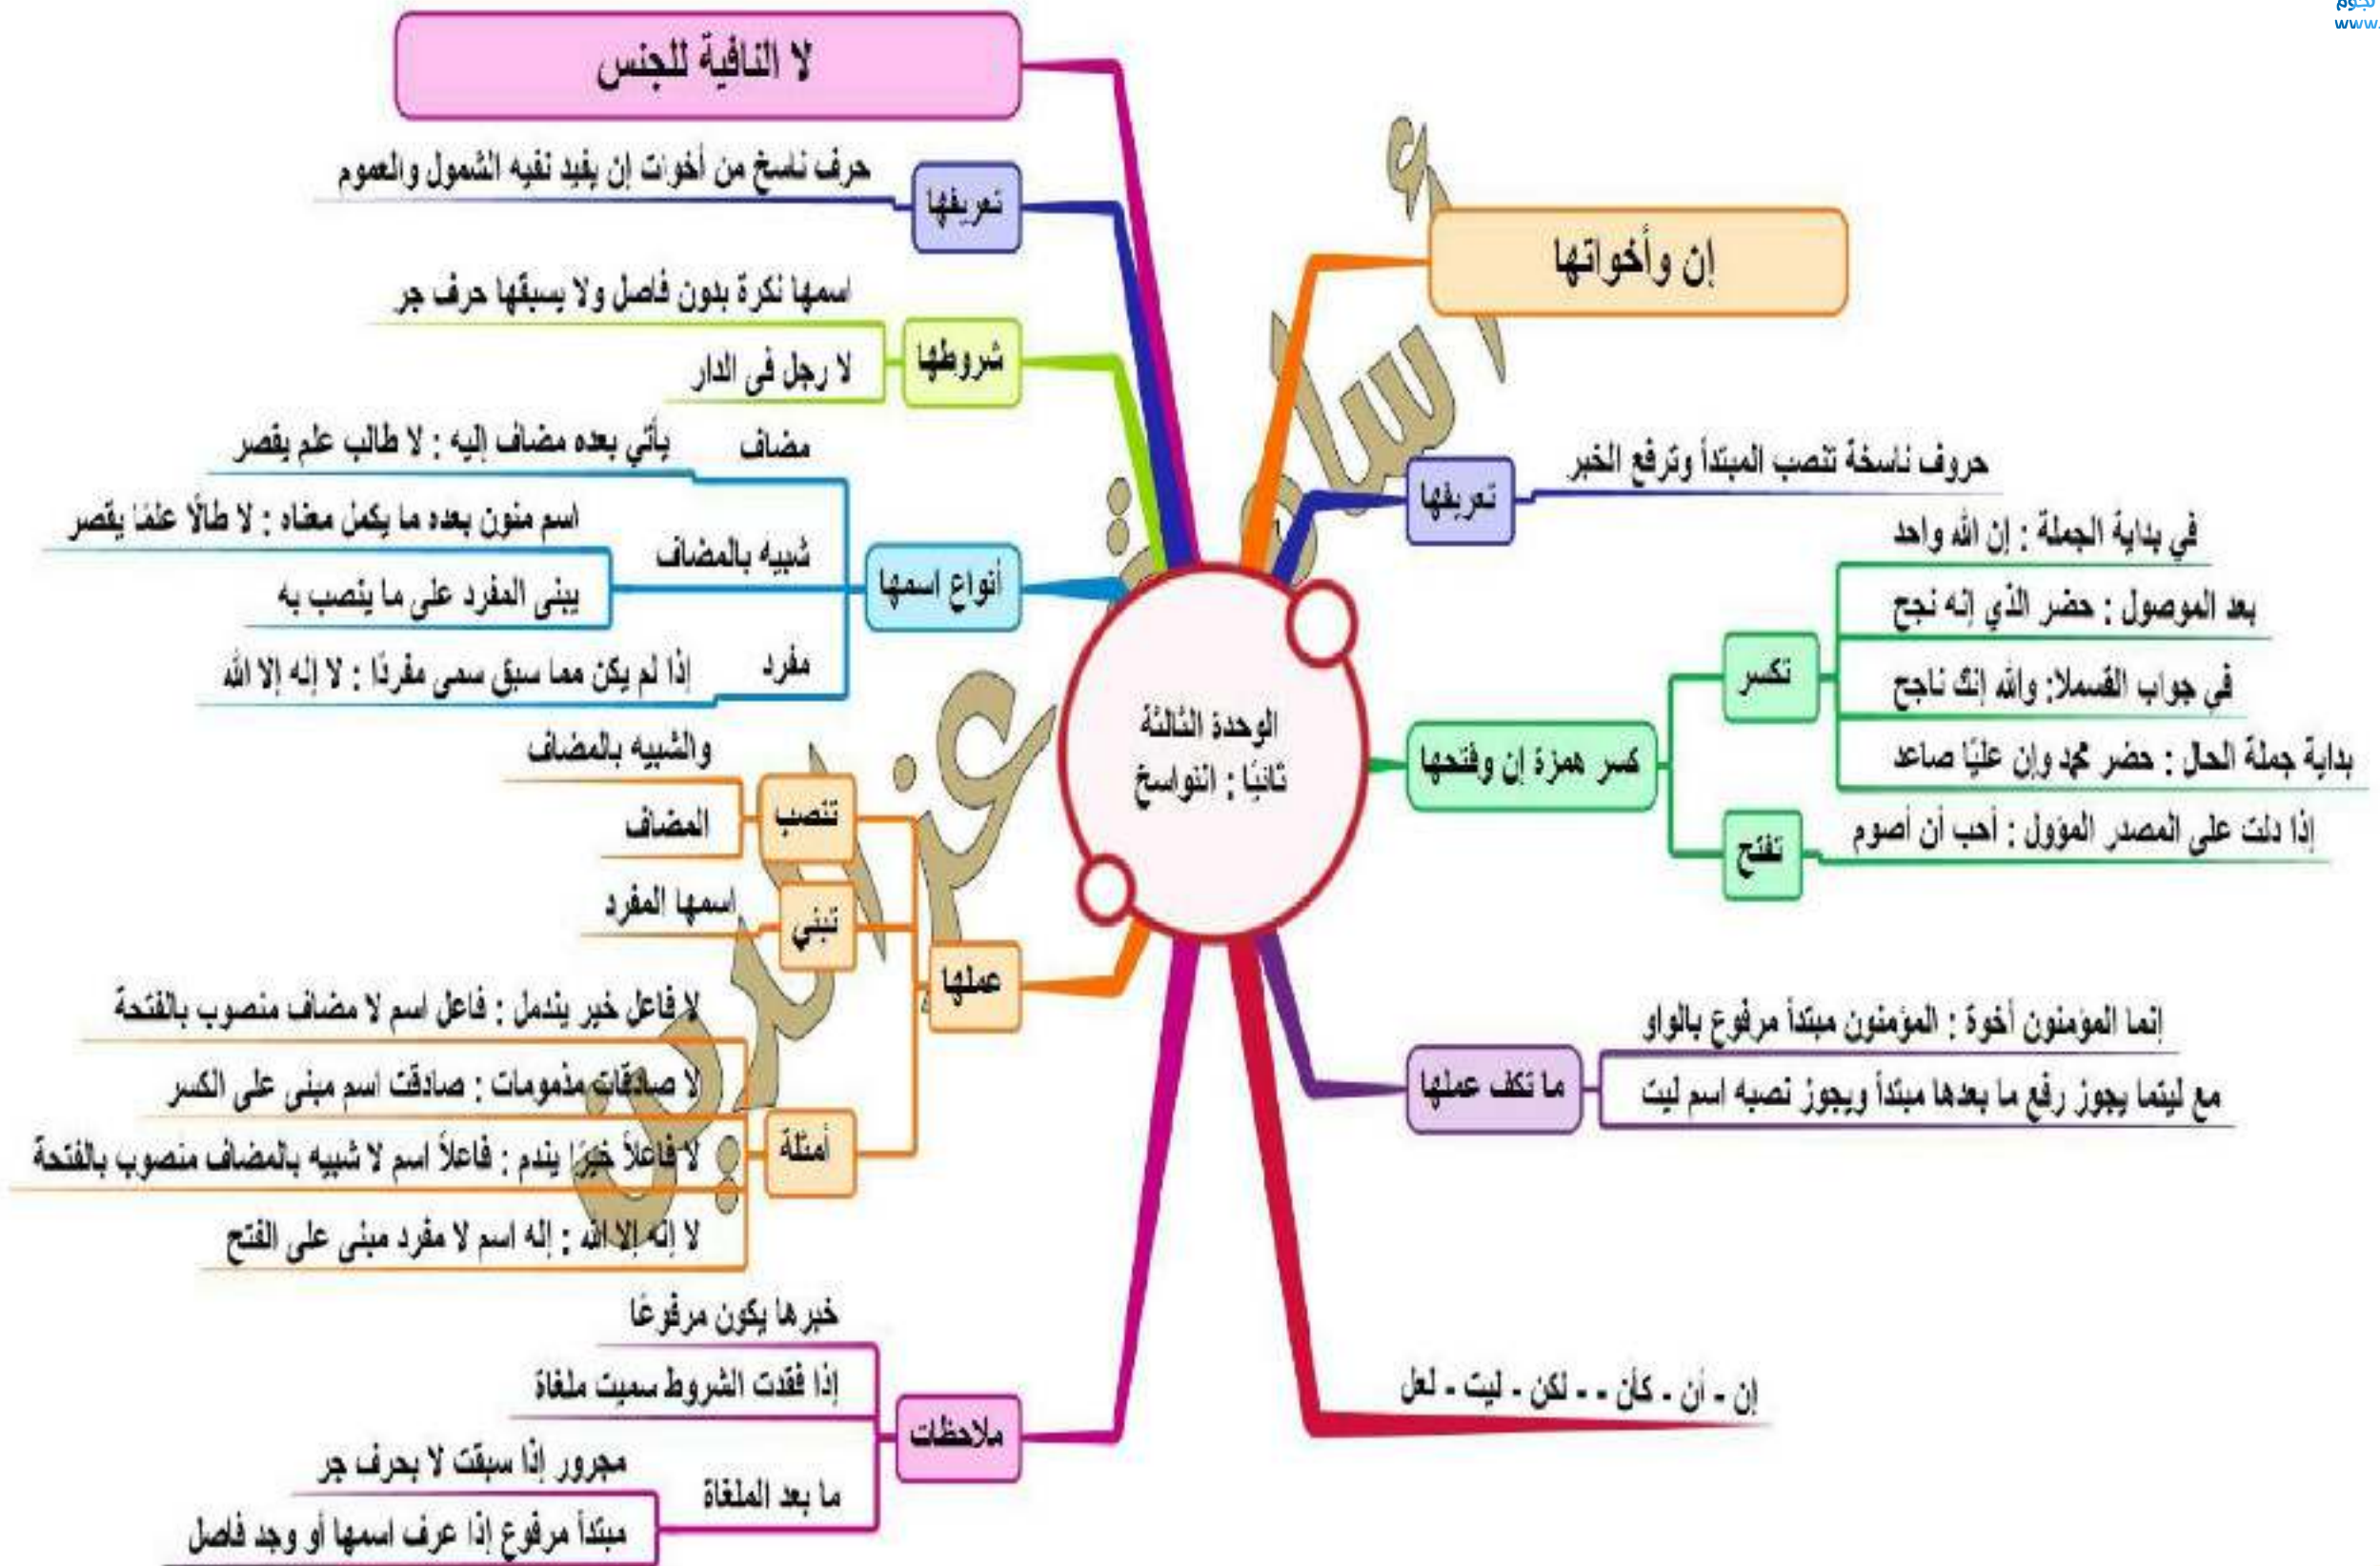 نجوم
www.
الوحدة الثالثة
ثانيًا : النواسخ
إن وأخواتها
تعريفها
حروف ناسخة تنصب المبتدأ وترفع الخبر
كسر همزة إن وفتحها
تكسر
في بداية الجملة : إن الله واحد
بعد الموصول : حضر الذي إنه نجح
في جواب القسملا: والله إنك ناجح
بداية جملة الحال : حضر محمد وإن عليًا صاعد
تفتح
إذا دلت على المصدر المؤول : أحب أن أصوم
ما تكف عملها
إنما المؤمنون أخوة : المؤمنون مبتدأ مرفوع بالواو
مع ليتما يجوز رفع ما بعدها مبتدأ ويجوز نصبه اسم ليت
إن - أن - كأن - - لكن - ليت - لعل
لا النافية للجنس
تعريفها
حرف ناسخ من أخوات إن يفيد نفيه الشمول والعموم
شروطها
اسمها نكرة بدون فاصل ولا يسبقها حرف جر
لا رجل في الدار
أنواع اسمها
مضاف
يأتي بعده مضاف إليه : لا طالب علم يقصر
شبيه بالمضاف
اسم منون بعده ما يكمل معناه : لا طالًا علمًا يقصر
يبنى المفرد على ما ينصب به
مفرد
إذا لم يكن مما سبق سمى مفردًا : لا إله إلا الله
عملها
تنصب
والشبيه بالمضاف
المضاف
تبني
اسمها المفرد
أمثلة
لا فاعل خير يندمل : فاعل اسم لا مضاف منصوب بالفتحة
لا صادقات مذمومات : صادقت اسم مبنى على الكسر
لا فاعلاً خيرًا يندم : فاعلاً اسم لا شبيه بالمضاف منصوب بالفتحة
لا إله إلا الله : إله اسم لا مفرد مبنى على الفتح
ملاحظات
خبرها يكون مرفوعًا
إذا فقدت الشروط سميت ملغاة
ما بعد الملغاة
مجرور إذا سبقت لا بحرف جر
مبتدأ مرفوع إذا عرف اسمها أو وجد فاصل